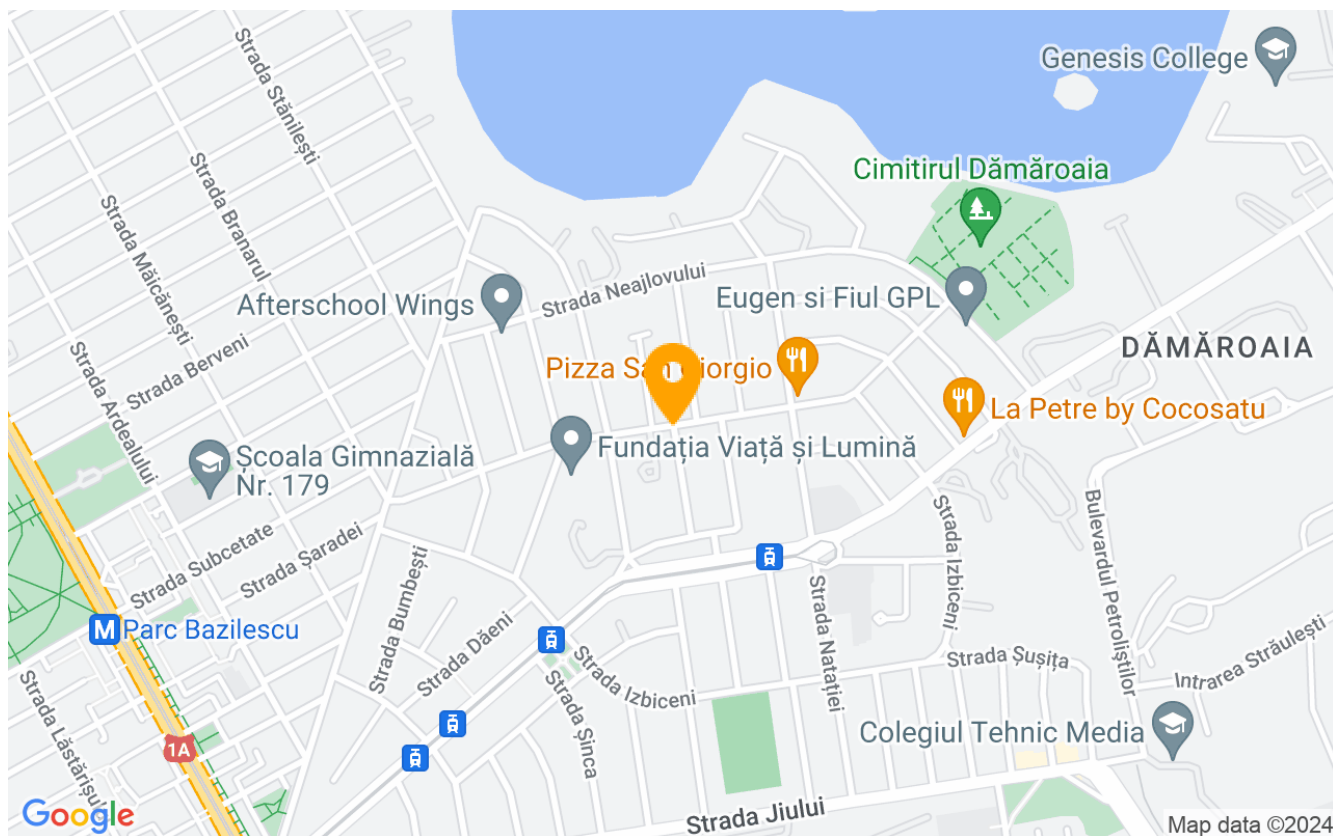 Genesis College
Cimitirul Dămăroaia
Strada Stănilești
Strada Branarul
Strada Măicănești
Strada Neajlovului
Afterschool Wings
Eugen si Fiul GPL
DĂMĂROAIA
Strada Berveni
Strada Ardealului
Pizza San Giorgio
La Petre by Cocosatu
Fundația Viață și Lumină
Școala Gimnazială
Nr. 179
Strada Subcetate
Strada Șaradei
Strada Bumbești
Strada Dăeni
Strada Izbiceni
Bulevardul Petroliștilor
M Parc Bazilescu
Strada Natației
Strada Șușița
Intrarea Străulești
Strada Izbiceni
Strada Șinca
Strada Lăstărișului
1A
Colegiul Tehnic Media
Strada Jiului
Google
Map data ©2024